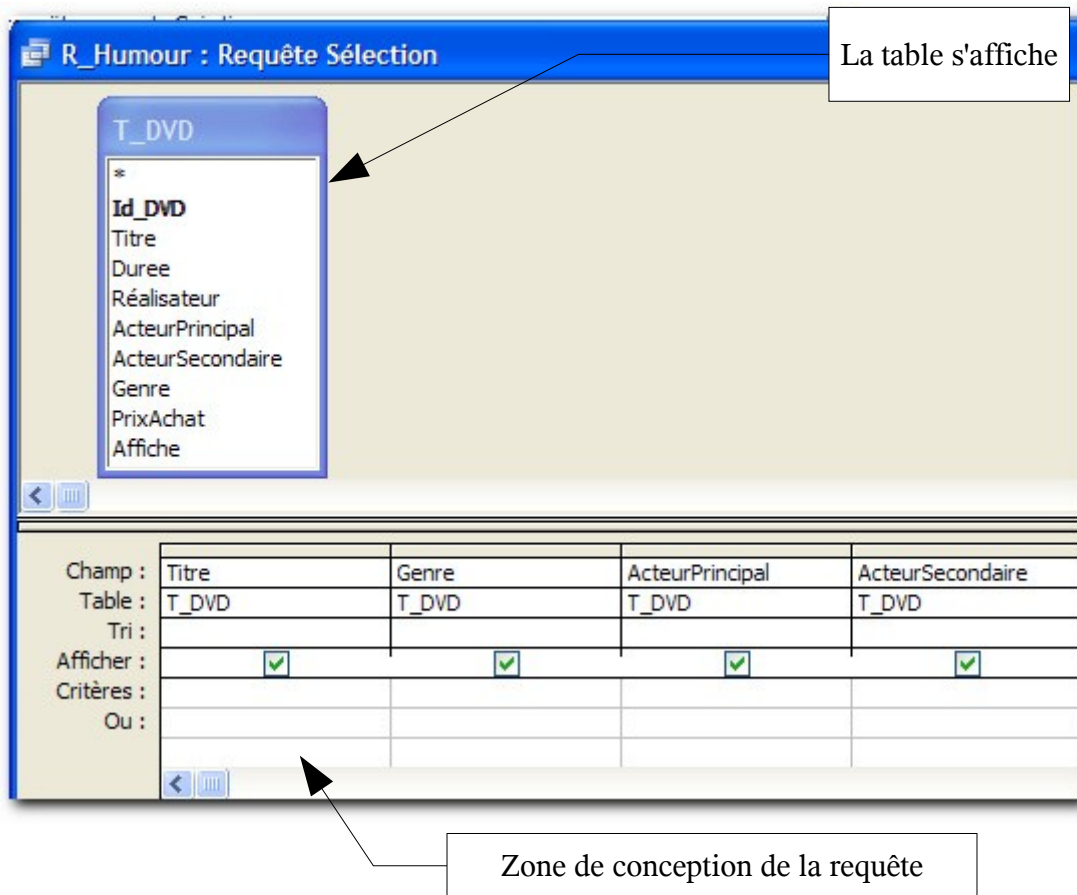 R_Humour : Requête Sélection
La table s'affiche
T_DVD
*
Id_DVD
Titre
Duree
Réalisateur
ActeurPrincipal
ActeurSecondaire
Genre
PrixAchat
Affiche
Champ : Titre Genre ActeurPrincipal ActeurSecondaire
Table : T_DVD T_DVD T_DVD T_DVD
Tri :
Afficher :
Critères :
Ou :
Zone de conception de la requête